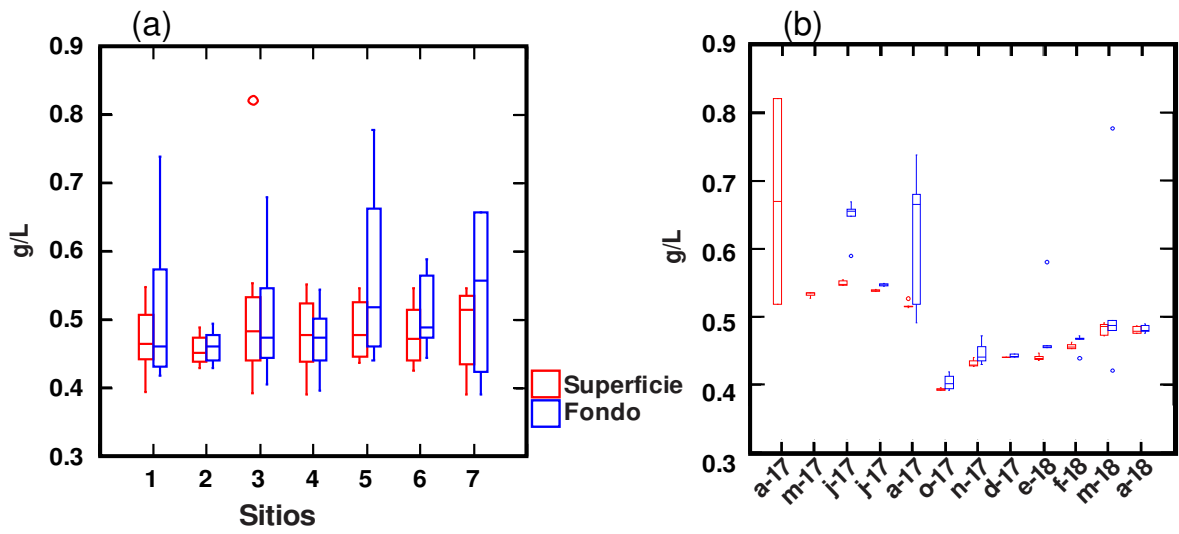 (a)
0.9
0.8
0.7
0.6
0.5
0.4
0.3
g/L
1 2 3 4 5 6 7
Sitios
Superficie
Fondo
(b)
0.9
0.8
0.7
0.6
0.5
0.4
0.3
g/L
a-17 m-17 j-17 j-17 a-17 o-17 n-17 d-17 e-18 f-18 m-18 a-18